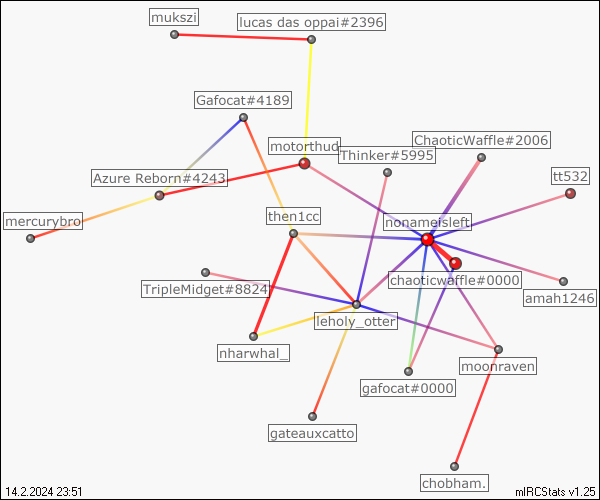 mukszi
lucas das oppai#2396
Gafocat#4189
motorthud
ChaoticWaffle#2006
Thinker#5995
Azure Reborn#4243
tt532
mercurybro
then1cc
nonameisleft
TripleMidget#8824
chaoticwaffle#0000
amah1246
leholy_otter
nharwhal_
moonraven
gafocat#0000
gateauxcatto
chobham.
14.2.2024 23:51
mIRCStats v1.25